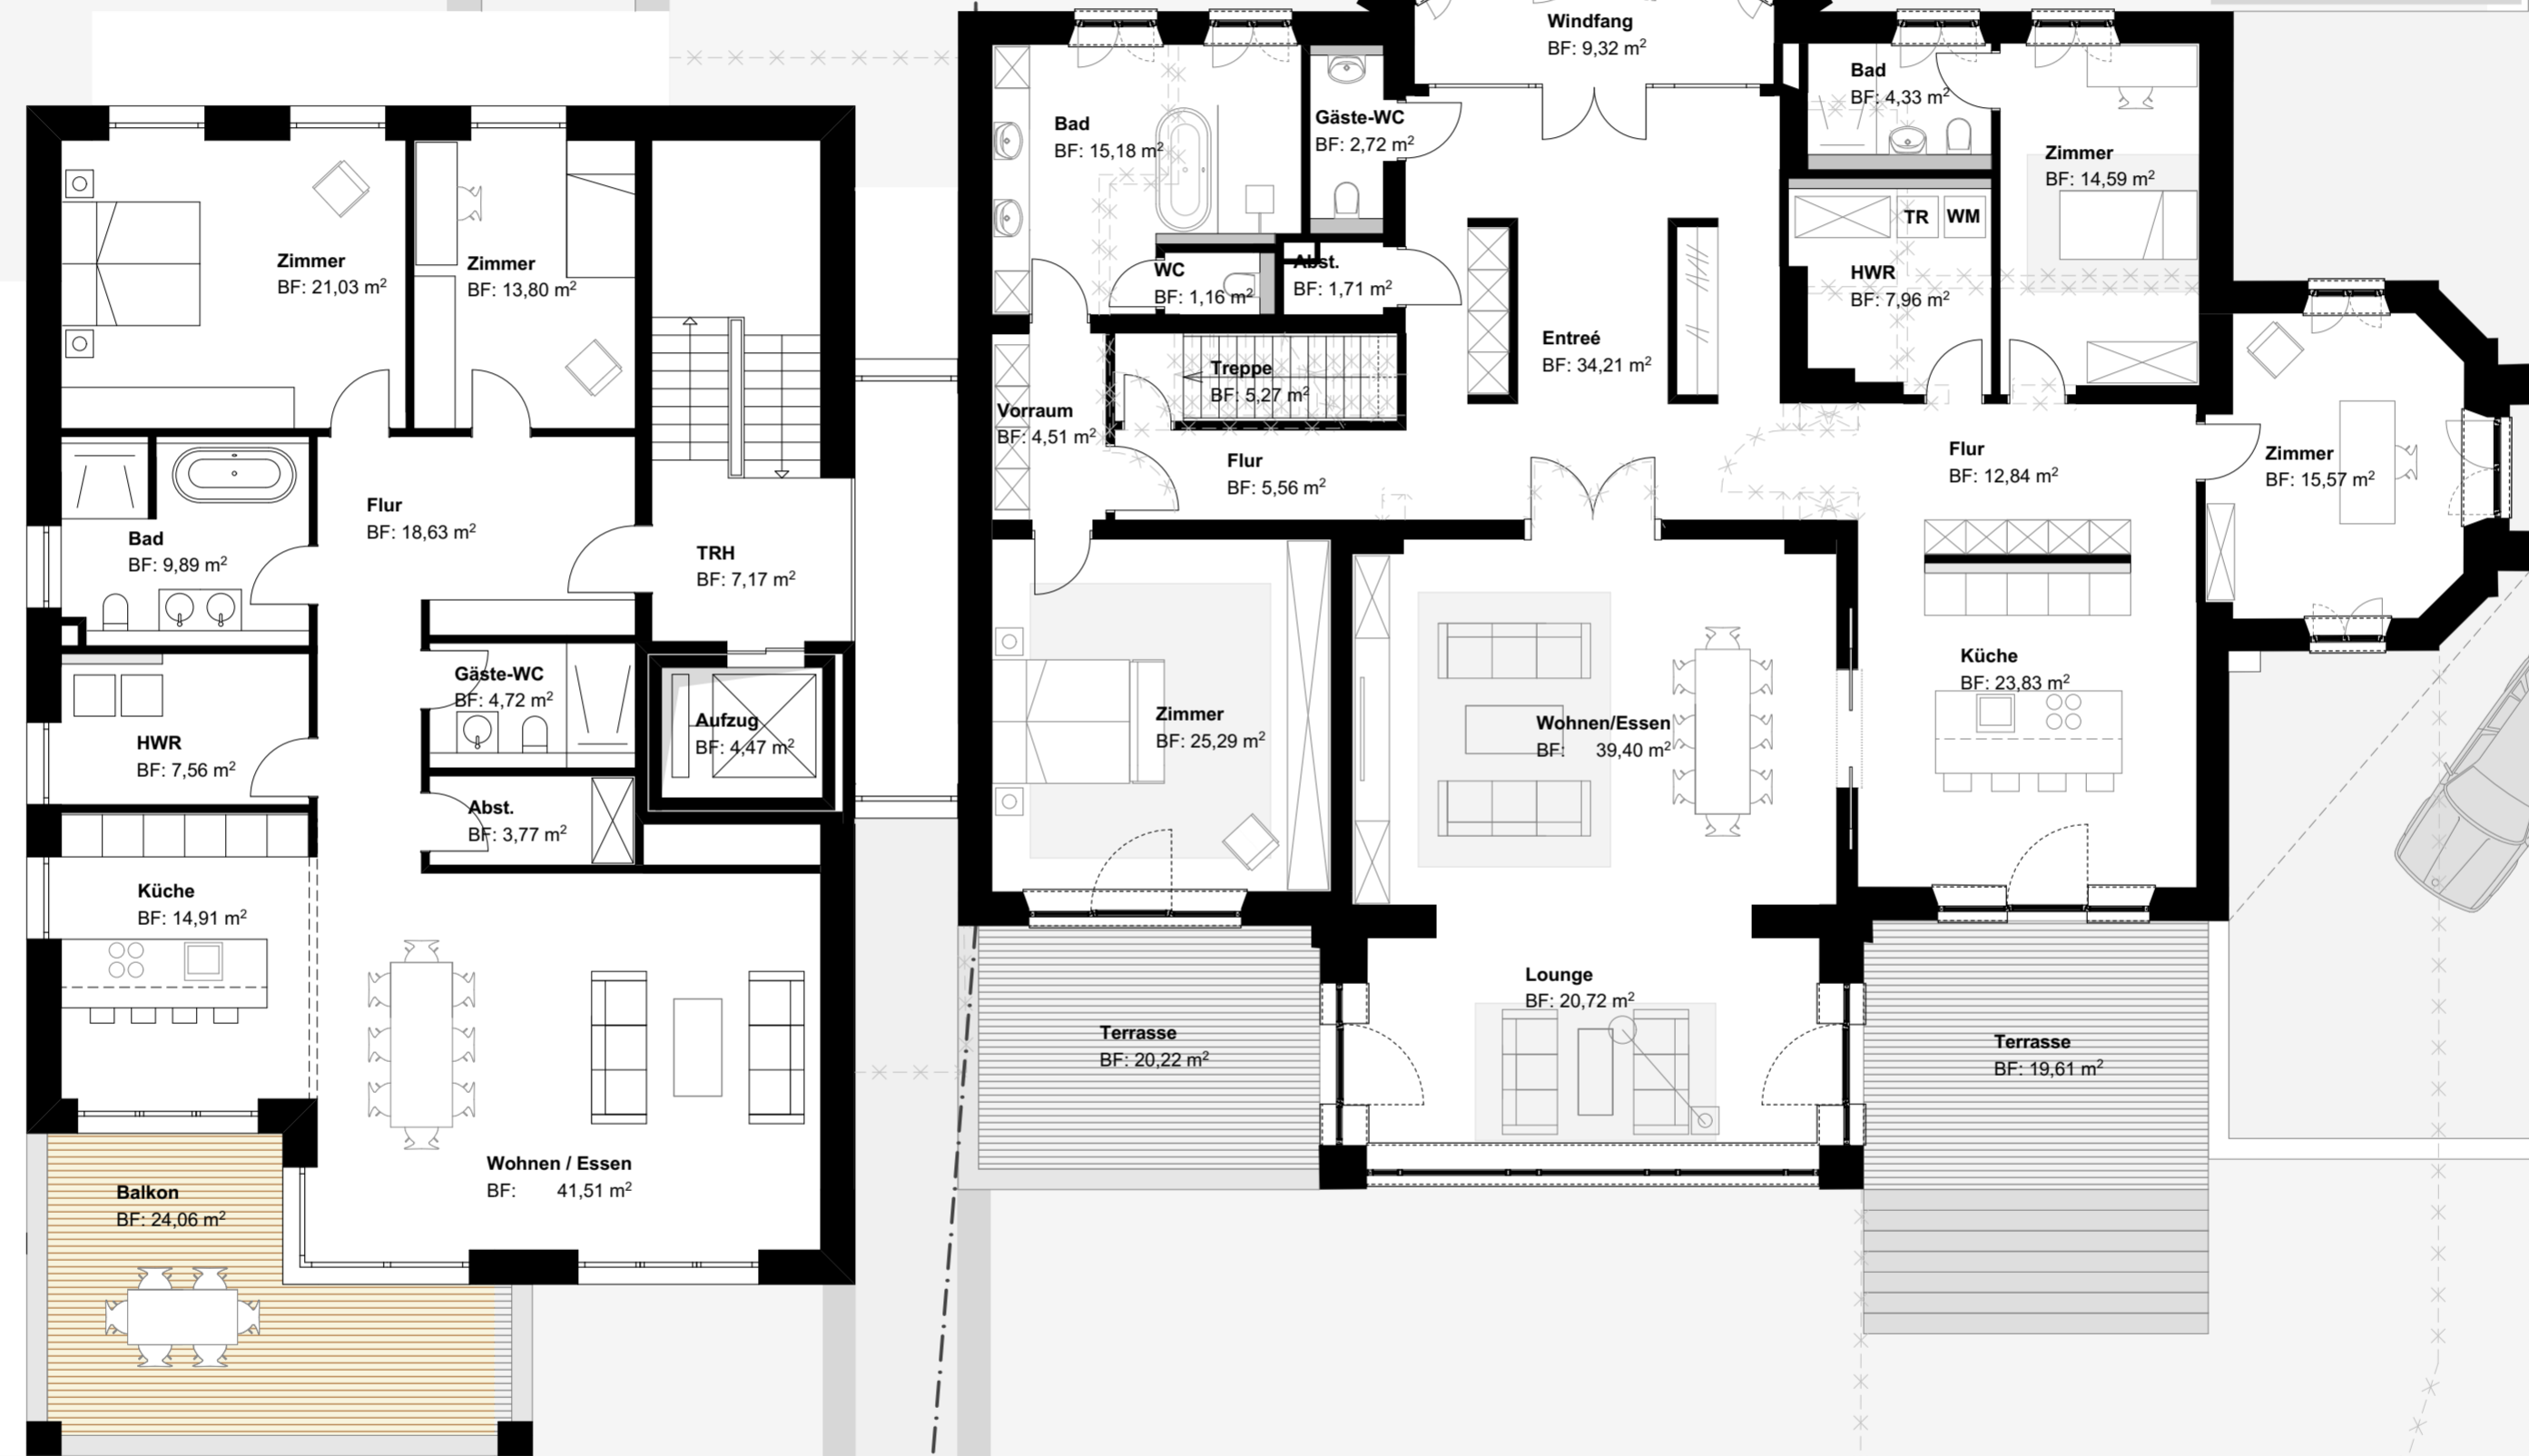 Zimmer
BF: 21,03 m²
Zimmer
BF: 13,80 m²
Flur
BF: 18,63 m²
Bad
BF: 9,89 m²
TRH
BF: 7,17 m²
Gäste-WC
BF: 4,72 m²
Aufzug
BF: 4,47 m²
HWR
BF: 7,56 m²
Abst.
BF: 3,77 m²
Küche
BF: 14,91 m²
Wohnen / Essen
BF: 41,51 m²
Balkon
BF: 24,06 m²
Windfang
BF: 9,32 m²
Bad
BF: 15,18 m²
Gäste-WC
BF: 2,72 m²
WC
BF: 1,16 m²
Abst.
BF: 1,71 m²
Entreé
BF: 34,21 m²
Treppe
BF: 5,27 m²
Vorraum
BF: 4,51 m²
Flur
BF: 5,56 m²
Bad
BF: 4,33 m²
Zimmer
BF: 14,59 m²
TR
WM
HWR
BF: 7,96 m²
Flur
BF: 12,84 m²
Zimmer
BF: 15,57 m²
Zimmer
BF: 25,29 m²
Wohnen/Essen
BF: 39,40 m²
Küche
BF: 23,83 m²
Lounge
BF: 20,72 m²
Terrasse
BF: 20,22 m²
Terrasse
BF: 19,61 m²